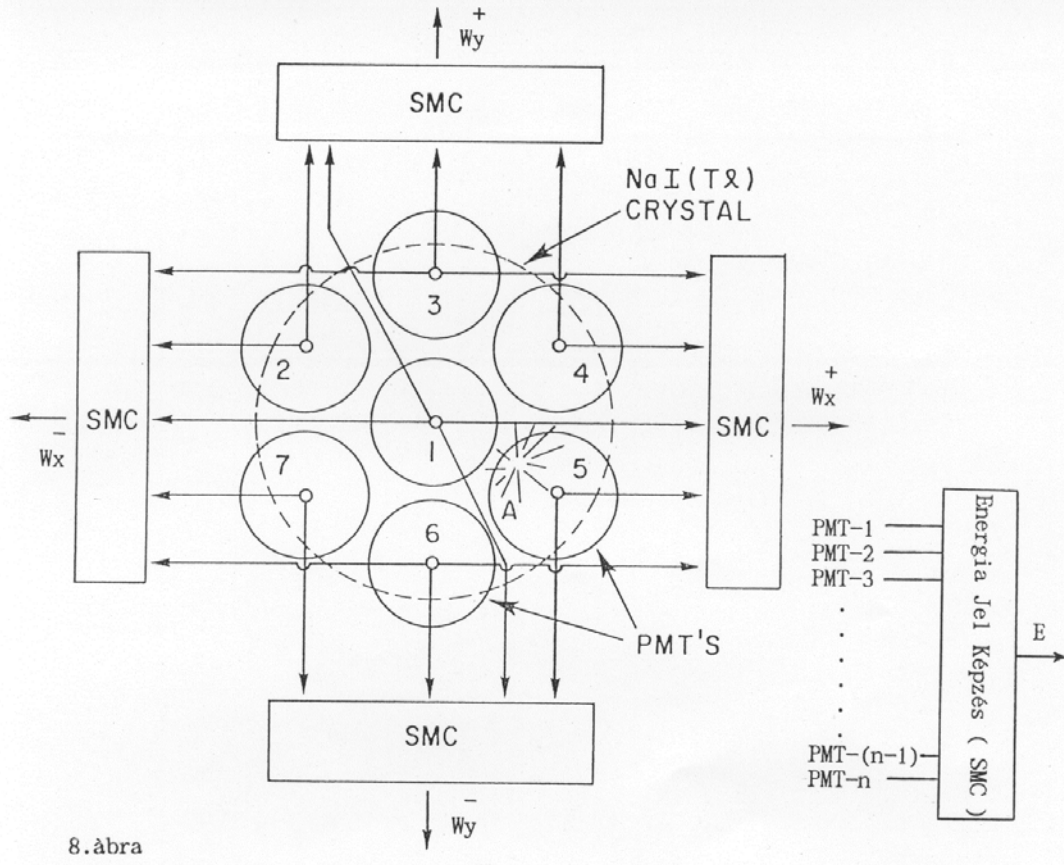 Wy+
SMC
NaI(Tℓ)
CRYSTAL
3
2
4
Wx+
SMC
SMC
1
Wx-
7
5
A
6
PMT-1
PMT-2
PMT-3
Energia Jel Képzés ( SMC )
E
PMT'S
SMC
PMT-(n-1)
PMT-n
Wy-
8.àbra